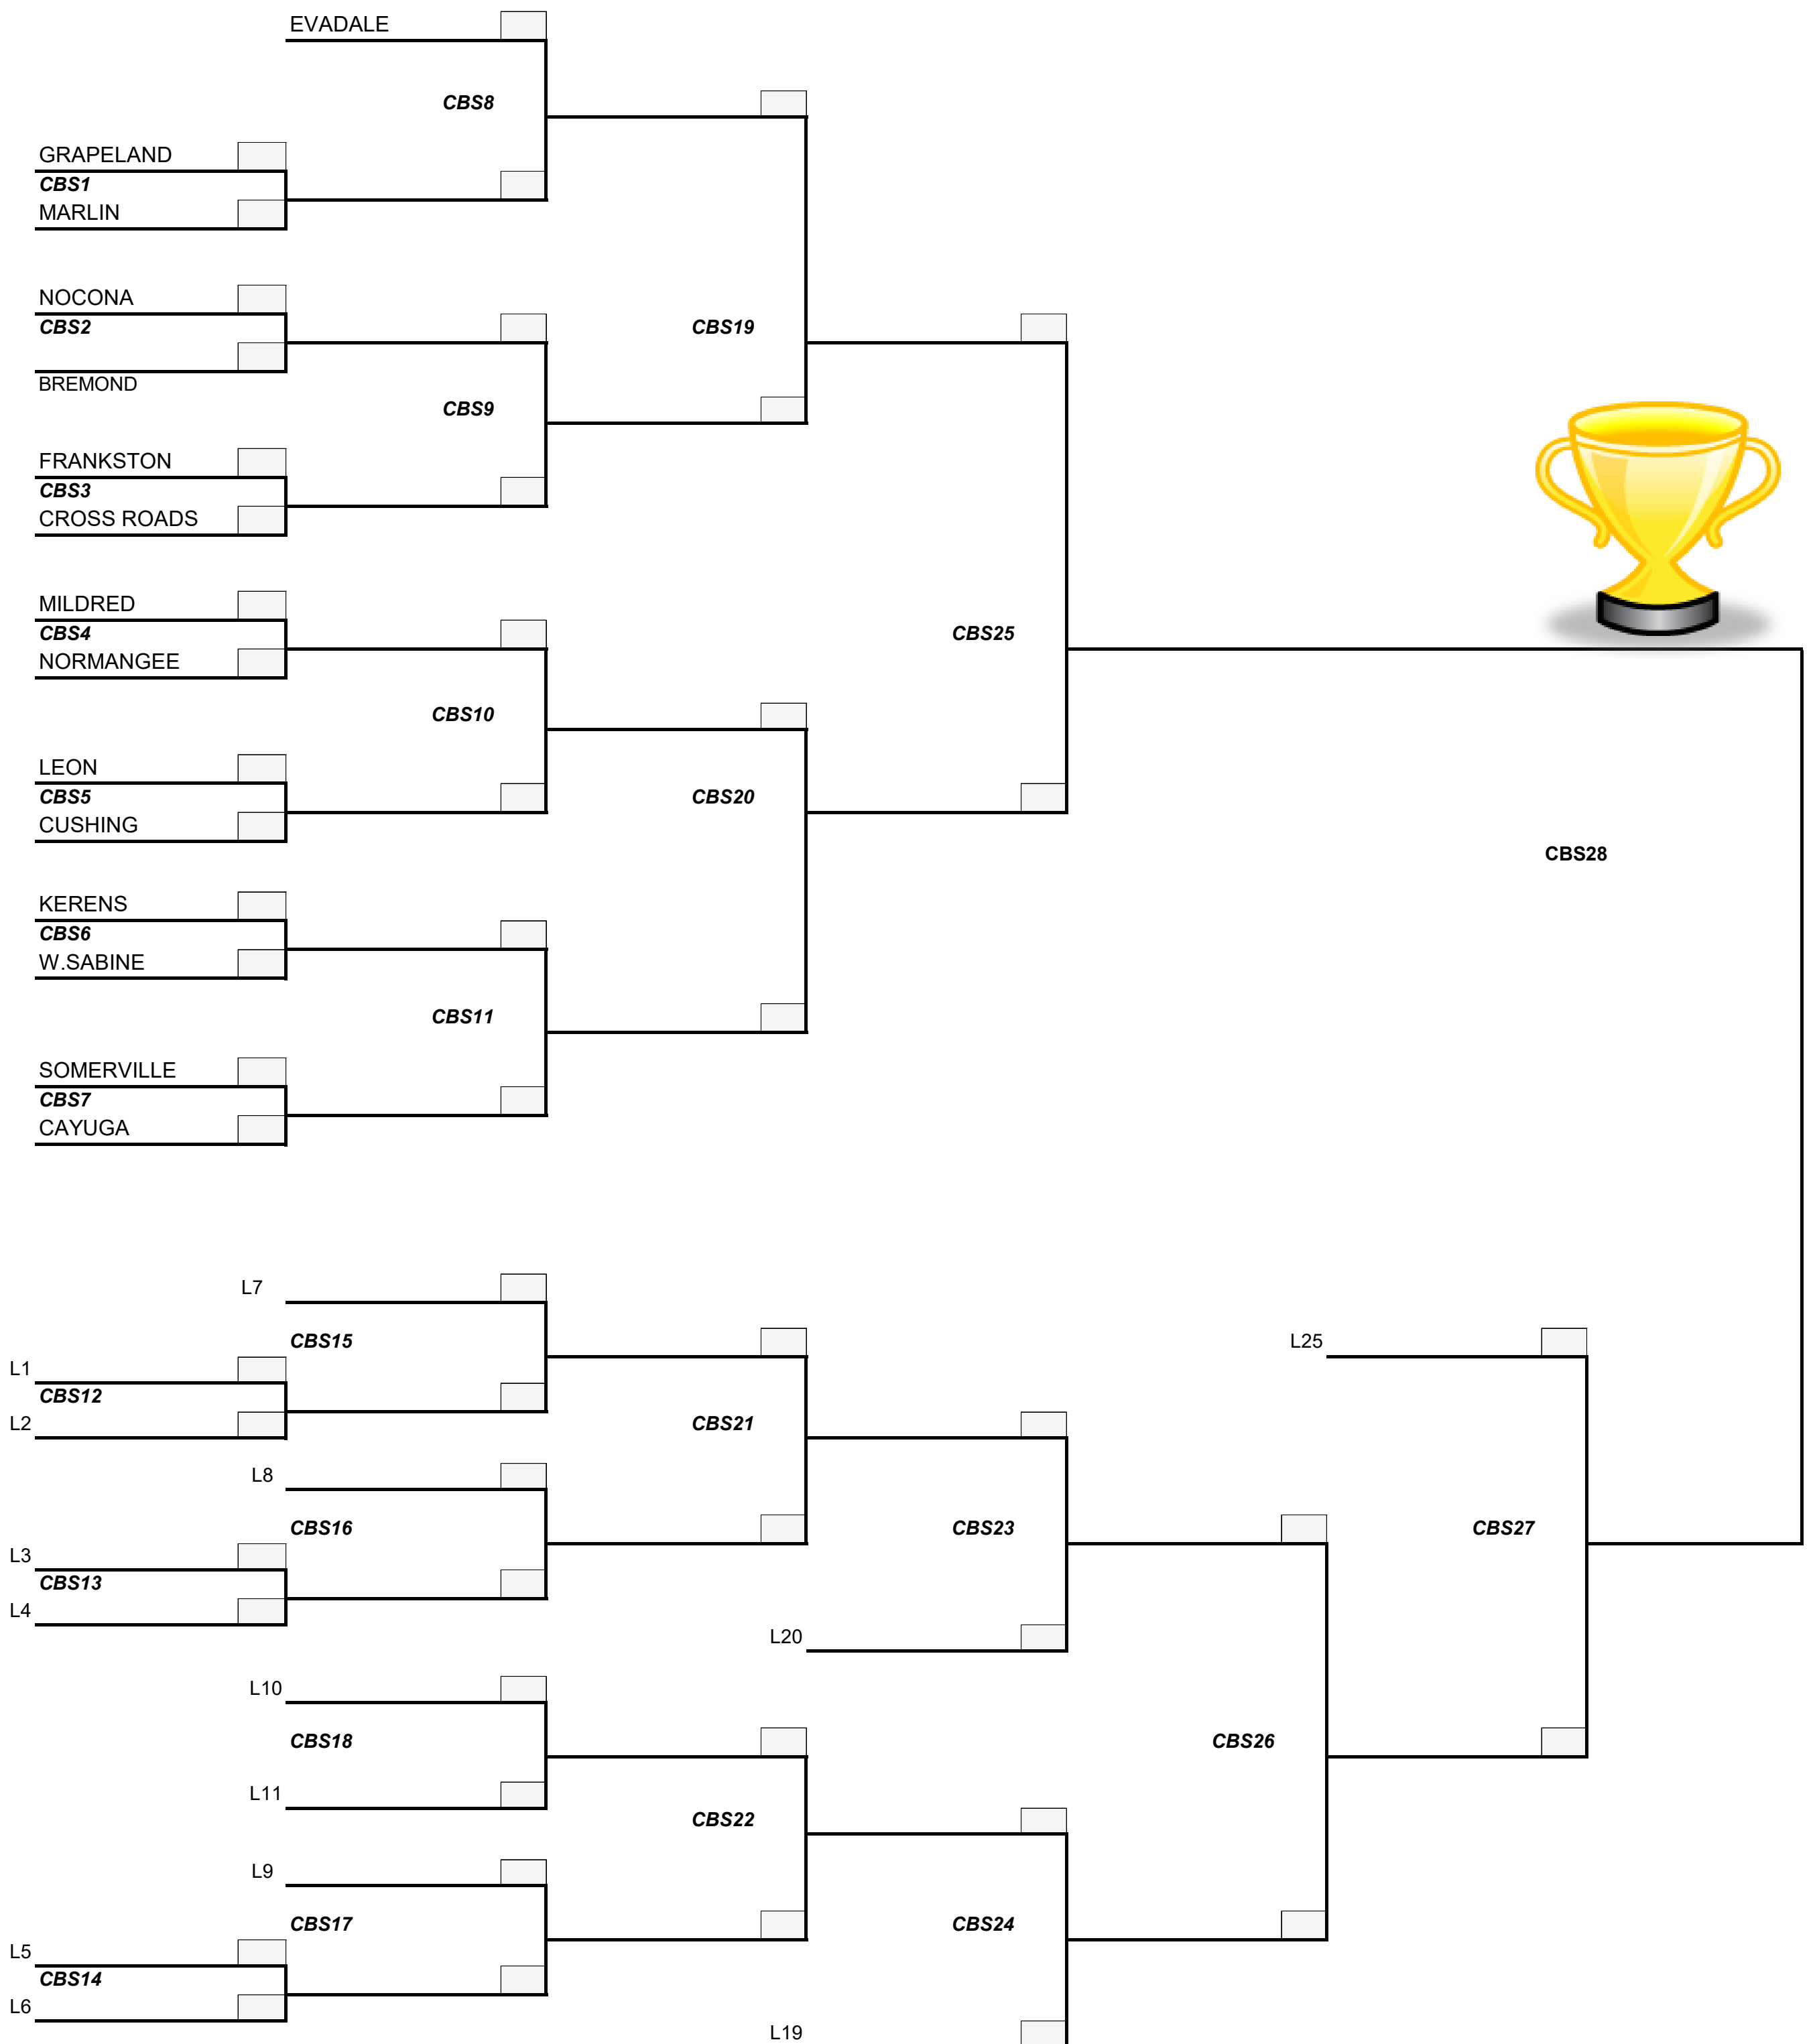 EVADALE
CBS8
GRAPELAND
CBS1
MARLIN
NOCONA
CBS2
CBS19
BREMOND
CBS9
FRANKSTON
CBS3
CROSS ROADS
MILDRED
CBS4
CBS25
NORMANGEE
CBS10
LEON
CBS5
CBS20
CUSHING
CBS28
KERENS
CBS6
W.SABINE
CBS11
SOMERVILLE
CBS7
CAYUGA
L7
CBS15
L25
L1
CBS12
L2
CBS21
L8
CBS16
CBS23
CBS27
L3
CBS13
L4
L20
L10
CBS18
CBS26
L11
CBS22
L9
CBS17
CBS24
L5
CBS14
L6
L19